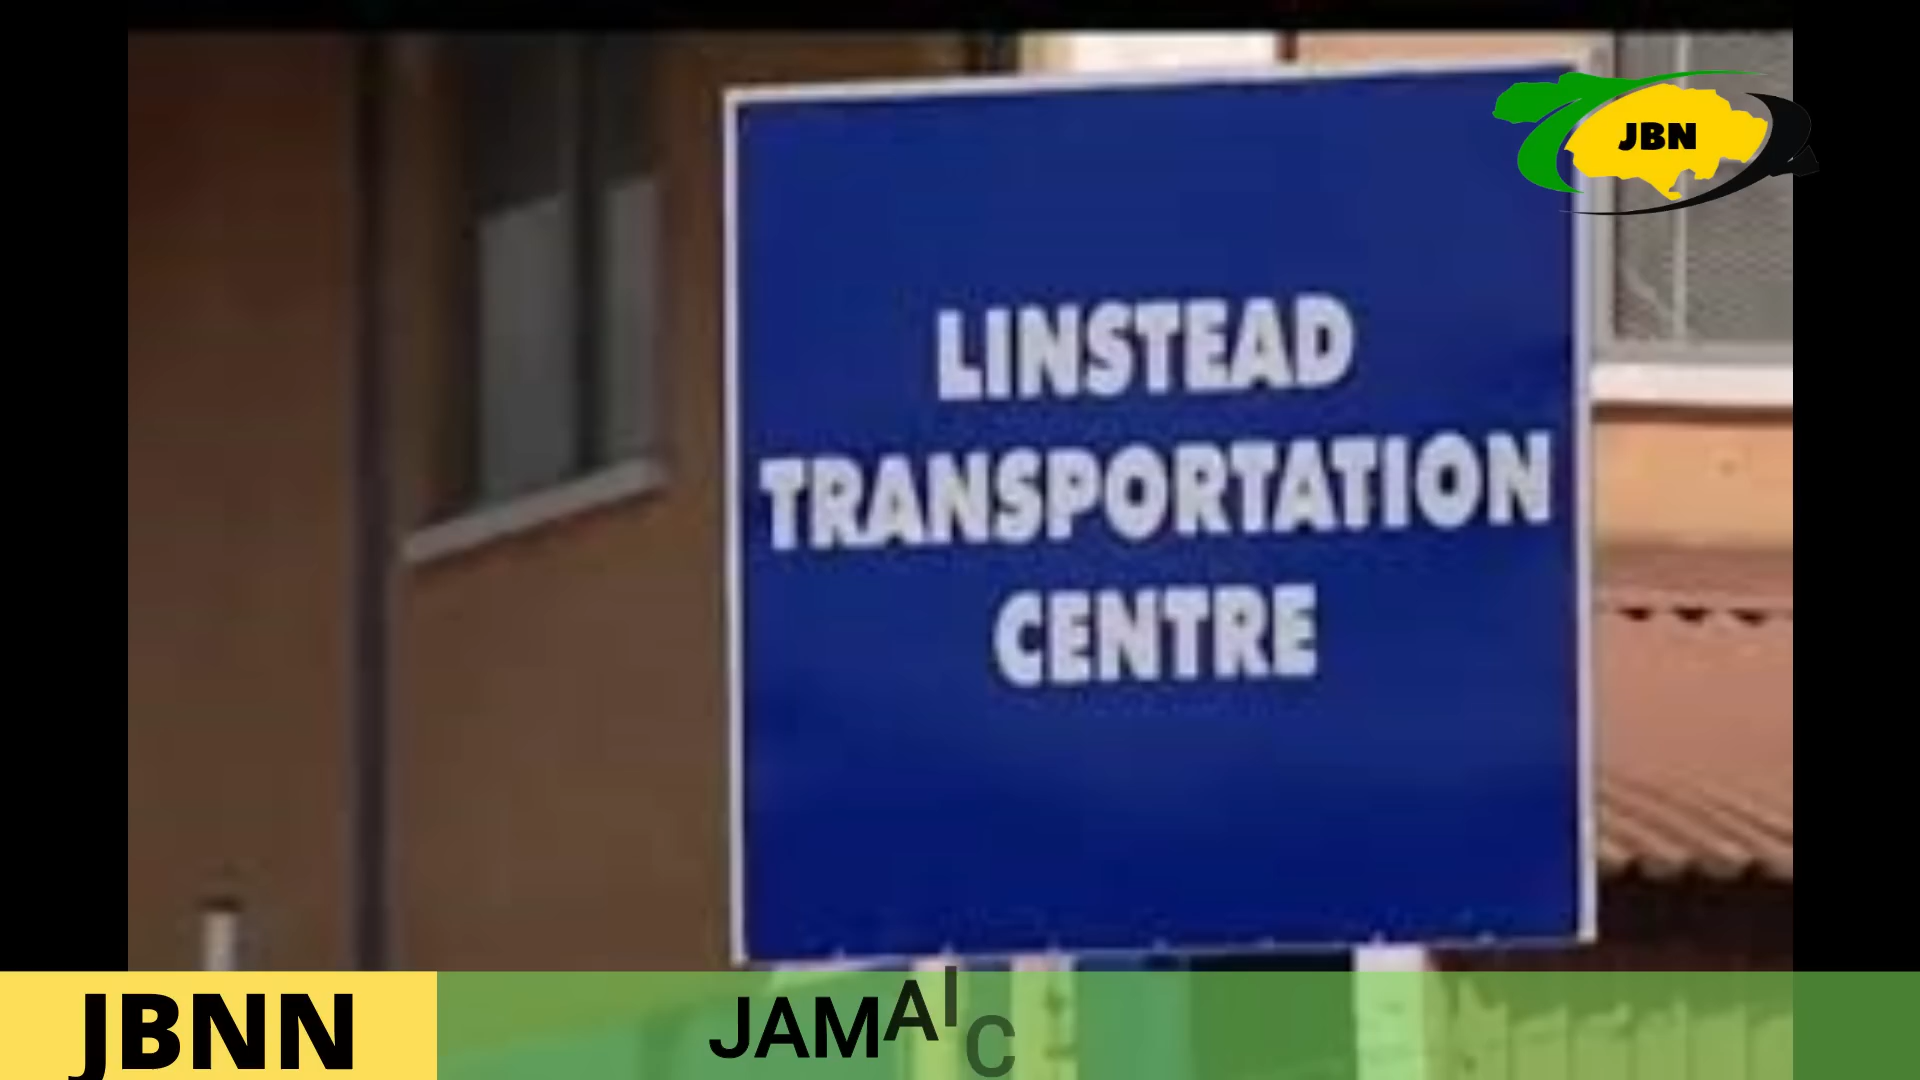 JBN
LINSTEAD
TRANSPORTATION
CENTRE
JBNN
JAMAIC